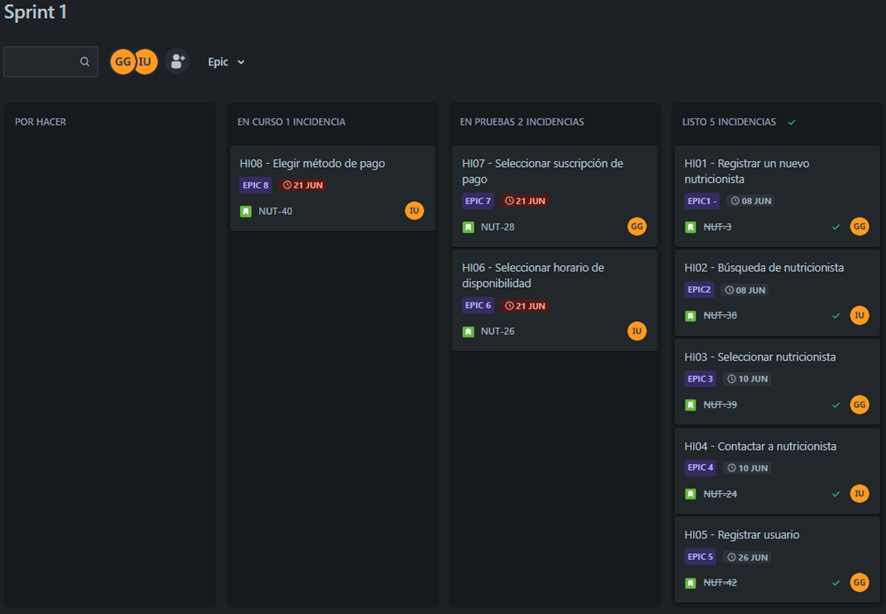 Sprint 1
GG IU Epic
POR HACER
EN CURSO 1 INCIDENCIA
HI08 - Elegir método de pago
EPIC 8 21 JUN
NUT-40 IU
EN PRUEBAS 2 INCIDENCIAS
HI07 - Seleccionar suscripción de
pago
EPIC 7 21 JUN
NUT-28 GG
HI06 - Seleccionar horario de
disponibilidad
EPIC 6 21 JUN
NUT-26 IU
LISTO 5 INCIDENCIAS
HI01 - Registrar un nuevo
nutricionista
EPIC1 - 08 JUN
NUT-3 GG
HI02 - Búsqueda de nutricionista
EPIC2 08 JUN
NUT-38 IU
HI03 - Seleccionar nutricionista
EPIC 3 10 JUN
NUT-39 GG
HI04 - Contactar a nutricionista
EPIC 4 10 JUN
NUT-24 IU
HI05 - Registrar usuario
EPIC 5 26 JUN
NUT-42 GG